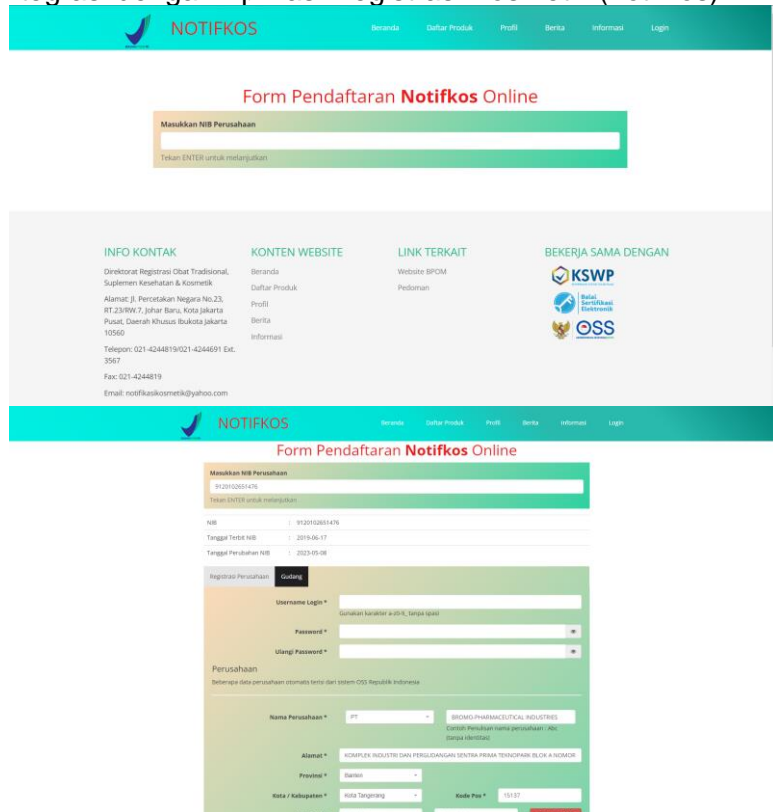 NOTIFKOS
Beranda Daftar Produk Profil Berita Informasi Login
Form Pendaftaran Notifkos Online
Masukkan NIB Perusahaan
Tekan ENTER untuk melanjutkan
INFO KONTAK
Direktorat Registrasi Obat Tradisional,
Suplemen Kesehatan & Kosmetik
Alamat: Jl. Percetakan Negara No.23,
RT.23/RW.7, Johar Baru, Kota Jakarta
Pusat, Daerah Khusus Ibukota Jakarta
10560
Telepon: 021-4244819/021-4244691 Ext.
3567
Fax: 021-4244819
Email: notifikasikosmetik@yahoo.com
KONTEN WEBSITE
Beranda
Daftar Produk
Profil
Berita
Informasi
LINK TERKAIT
Website BPOM
Pedoman
BEKERJA SAMA DENGAN
KSWP
Balai
Sertifikasi
Elektronik
OSS
NOTIFKOS
Beranda Daftar Produk Profil Berita Informasi Login
Form Pendaftaran Notifkos Online
Masukkan NIB Perusahaan
9120102651476
Tekan ENTER untuk melanjutkan
NIB : 9120102651476
Tanggal Terbit NIB : 2019-06-17
Tanggal Perubahan NIB : 2023-05-08
Registrasi Perusahaan Gudang
Username Login *
Gunakan karakter a-z0-9_ tanpa spasi
Password *
Ulangi Password *
Perusahaan
Beberapa data perusahaan otomatis terisi dari sistem OSS Republik Indonesia
Nama Perusahaan * PT BROMO PHARMACEUTICAL INDUSTRIES
Contoh Penulisan nama perusahaan : Abc
(tanpa identitas)
Alamat * KOMPLEK INDUSTRI DAN PERGUDANGAN SENTRA PRIMA TEKNOPARK BLOK A NOMOR
Provinsi * Banten
Kota / Kabupaten * Kota Tangerang Kode Pos * 15137